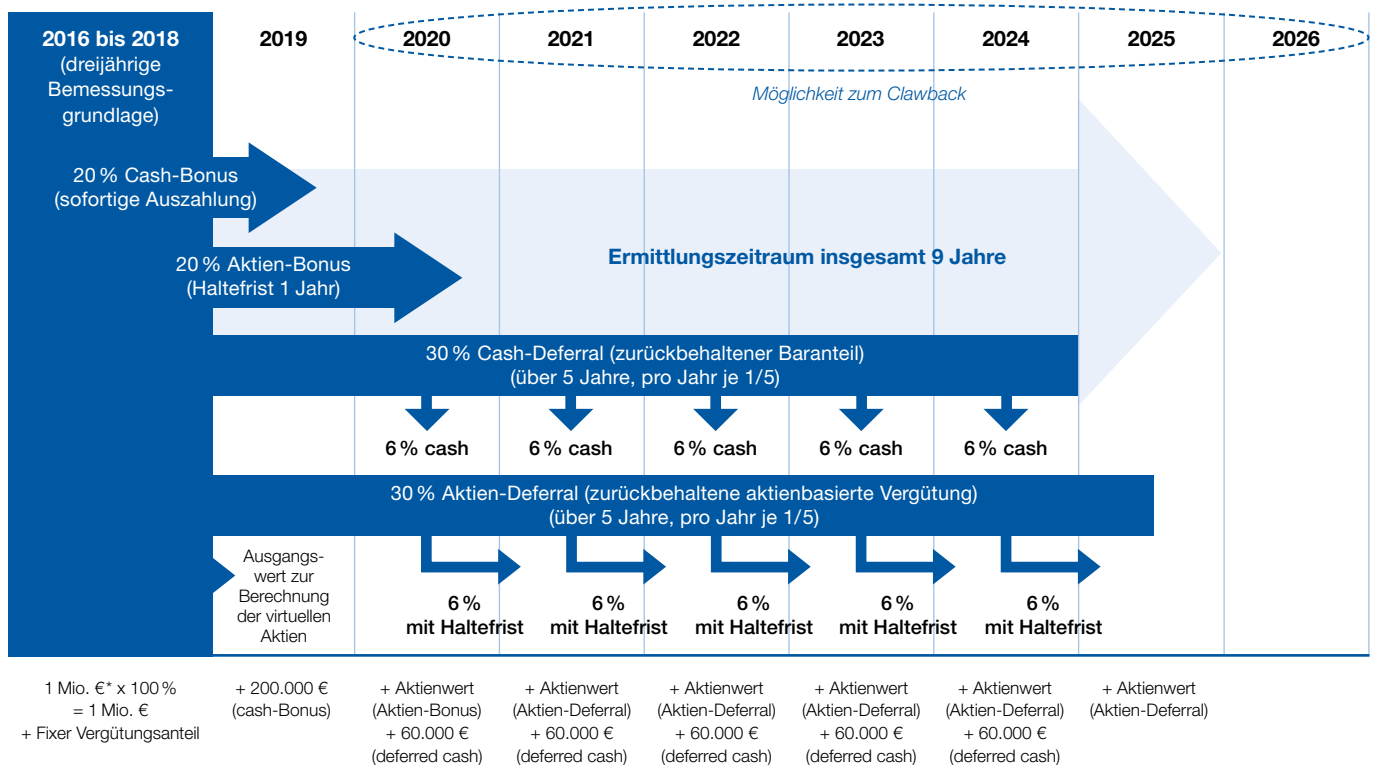 2016 bis 2018
(dreijährige
Bemessungs-
grundlage)
2019
2020
2021
2022
2023
2024
2025
2026
Möglichkeit zum Clawback
20 % Cash-Bonus
(sofortige Auszahlung)
20 % Aktien-Bonus
(Haltefrist 1 Jahr)
Ermittlungszeitraum insgesamt 9 Jahre
30 % Cash-Deferral (zurückbehaltener Baranteil)
(über 5 Jahre, pro Jahr je 1/5)
6 % cash
6 % cash
6 % cash
6 % cash
6 % cash
30 % Aktien-Deferral (zurückbehaltene aktienbasierte Vergütung)
(über 5 Jahre, pro Jahr je 1/5)
Ausgangs-
wert zur
Berechnung
der virtuellen
Aktien
6 %
mit Haltefrist
6 %
mit Haltefrist
6 %
mit Haltefrist
6 %
mit Haltefrist
6 %
mit Haltefrist
1 Mio. €* x 100 %
= 1 Mio. €
+ Fixer Vergütungsanteil
+ 200.000 €
(cash-Bonus)
+ Aktienwert
(Aktien-Bonus)
+ 60.000 €
(deferred cash)
+ Aktienwert
(Aktien-Deferral)
+ 60.000 €
(deferred cash)
+ Aktienwert
(Aktien-Deferral)
+ 60.000 €
(deferred cash)
+ Aktienwert
(Aktien-Deferral)
+ 60.000 €
(deferred cash)
+ Aktienwert
(Aktien-Deferral)
+ 60.000 €
(deferred cash)
+ Aktienwert
(Aktien-Deferral)